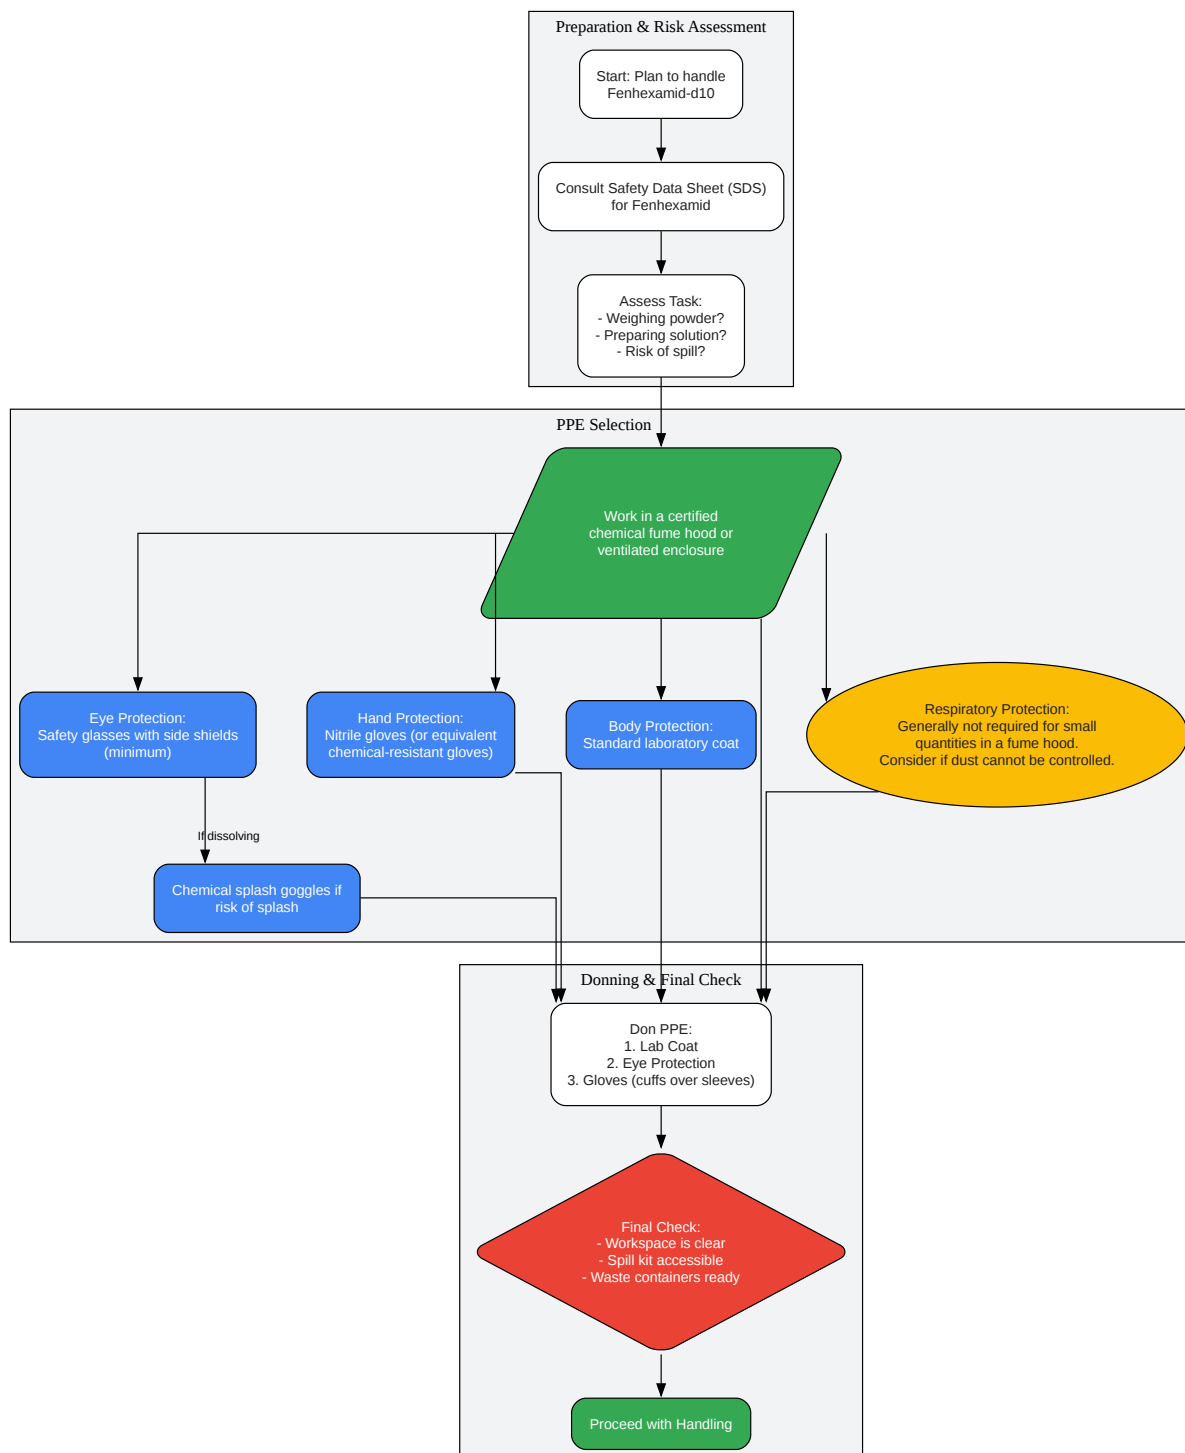 Preparation & Risk Assessment
Start: Plan to handle
Fenhexamid-d10
Consult Safety Data Sheet (SDS)
for Fenhexamid
Assess Task:
- Weighing powder?
- Preparing solution?
- Risk of spill?
PPE Selection
Work in a certified
chemical fume hood or
ventilated enclosure
Eye Protection:
Safety glasses with side shields
(minimum)
Hand Protection:
Nitrile gloves (or equivalent
chemical-resistant gloves)
Body Protection:
Standard laboratory coat
Respiratory Protection:
Generally not required for small
quantities in a fume hood.
Consider if dust cannot be controlled.
If dissolving
Chemical splash goggles if
risk of splash
Donning & Final Check
Don PPE:
1. Lab Coat
2. Eye Protection
3. Gloves (cuffs over sleeves)
Final Check:
- Workspace is clear
- Spill kit accessible
- Waste containers ready
Proceed with Handling